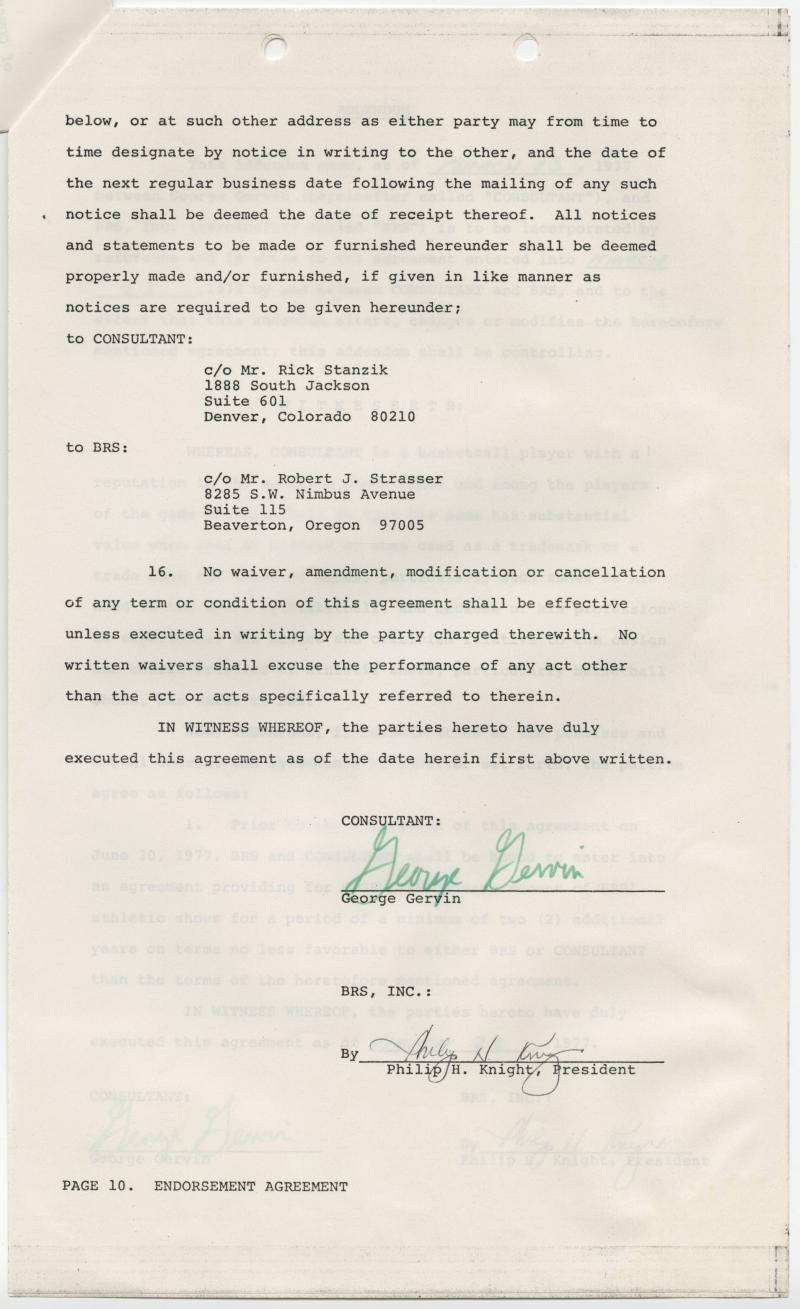 below, or at such other address as either party may from time to
time designate by notice in writing to the other, and the date of
the next regular business date following the mailing of any such
notice shall be deemed the date of receipt thereof.  All notices
and statements to be made or furnished hereunder shall be deemed
properly made and/or furnished, if given in like manner as
notices are required to be given hereunder;
to CONSULTANT:
c/o Mr. Rick Stanzik
1888 South Jackson
Suite 601
Denver, Colorado  80210
to BRS:
c/o Mr. Robert J. Strasser
8285 S.W. Nimbus Avenue
Suite 115
Beaverton, Oregon  97005
16.   No waiver, amendment, modification or cancellation
of any term or condition of this agreement shall be effective
unless executed in writing by the party charged therewith.  No
written waivers shall excuse the performance of any act other
than the act or acts specifically referred to therein.
IN WITNESS WHEREOF, the parties hereto have duly
executed this agreement as of the date herein first above written.
CONSULTANT:
George Gervin
George Gervin
BRS, INC.:
By Philip H. Knight
Philip H. Knight, President
PAGE 10.  ENDORSEMENT AGREEMENT